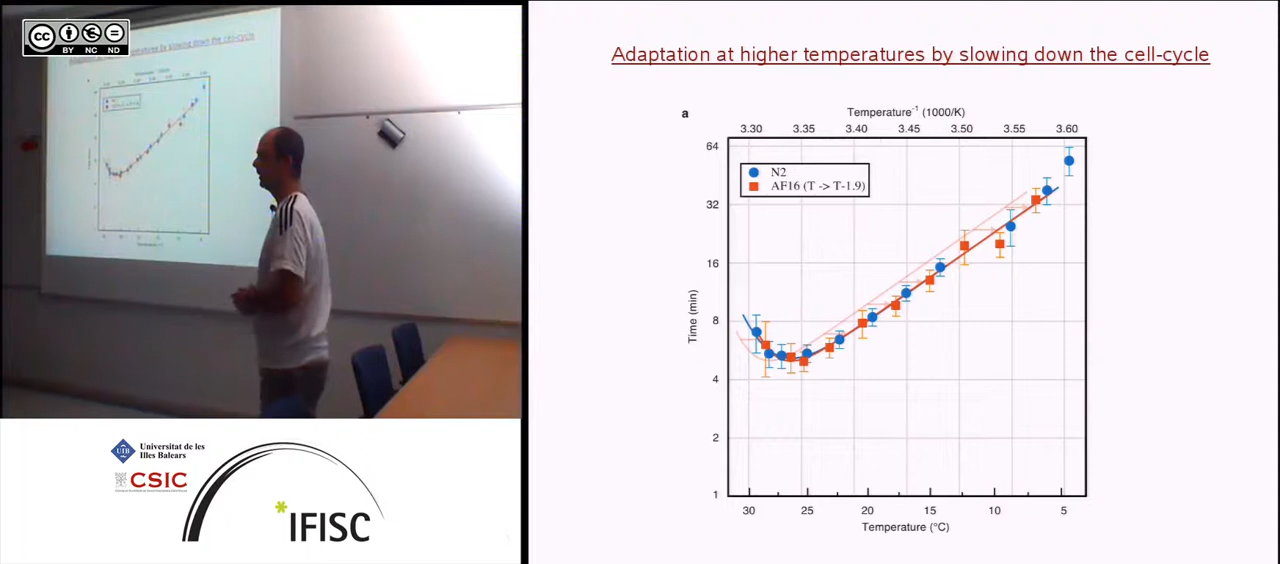 cc
BY NC ND
Adaptation at higher temperatures by slowing down the cell-cycle
a
Temperature⁻¹ (1000/K)
3.30 3.35 3.40 3.45 3.50 3.55 3.60
64
N2
AF16 (T -> T-1.9)
32
16
Time (min)
8
4
2
1
30 25 20 15 10 5
Temperature (°C)
UIB
Universitat de les
Illes Balears
CSIC
*IFISC